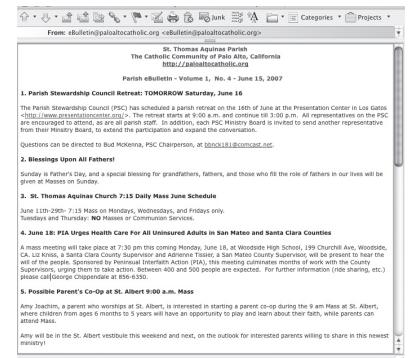 Junk
Categories
Projects
From: eBulletin@paloaltocatholic.org <eBulletin@paloaltocatholic.org>
St. Thomas Aquinas Parish
The Catholic Community of Palo Alto, California
http://paloaltocatholic.org
Parish eBulletin - Volume 1, No. 4 - June 15, 2007
1. Parish Stewardship Council Retreat: TOMORROW Saturday, June 16
The Parish Stewardship Council (PSC) has scheduled a parish retreat on the 16th of June at the Presentation Center in Los Gatos
<http://www.presentationcenter.org/>. The retreat starts at 9:00 a.m. and continue till 3:00 p.m. All representatives on the PSC
are encouraged to attend, as are all parish staff. In addition, each PSC Ministry Board is invited to send another representative
from their Minsitry Board, to extend the participation and expand the conversation.
Questions can be directed to Bud McKenna, PSC Chairperson, at bbnck181@comcast.net.
2. Blessings Upon All Fathers!
Sunday is Father's Day, and a special blessing for grandfathers, fathers, and those who fill the role of fathers in our lives will be
given at Masses on Sunday.
3. St. Thomas Aquinas Church 7:15 Daily Mass June Schedule
June 11th-29th- 7:15 Mass on Mondays, Wednesdays, and Fridays only.
Tuesdays and Thursday: NO Masses or Communion Services.
4. June 18: PIA Urges Health Care For All Uninsured Adults in San Mateo and Santa Clara Counties
A mass meeting will take place at 7:30 pm this coming Monday, June 18, at Woodside High School, 199 Churchill Ave, Woodside,
CA. Liz Kniss, a Santa Clara County Supervisor and Adrienne Tissier, a San Mateo County Supervisor, will be present to hear the
will of the people. Sponsored by Peninsula Interfaith Action (PIA), this meeting culminates months of work with the County
Supervisors, urging them to take action. Between 400 and 500 people are expected. For further information (ride sharing, etc.)
please call George Chippendale at 856-6350.
5. Possible Parent's Co-Op at St. Albert 9:00 a.m. Mass
Amy Joachim, a parent who worships at St. Albert, is interested in starting a parent co-op during the 9 am Mass at St. Albert,
where children from ages 6 months to 5 years will have an opportunity to play and learn about their faith, while parents can
attend Mass.
Amy will be in the St. Albert vestibule this weekend and next, on the outlook for interested parents willing to share in this newest
ministry!